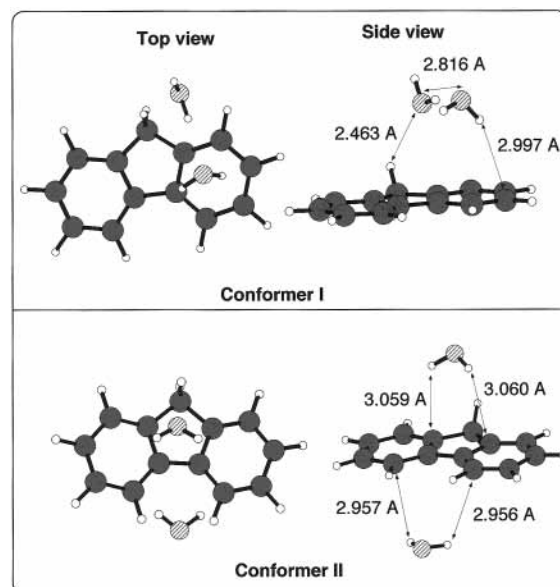 Top view
Side view
2.816 A
2.463 A
2.997 A
Conformer I
3.059 A
3.060 A
2.957 A
2.956 A
Conformer II